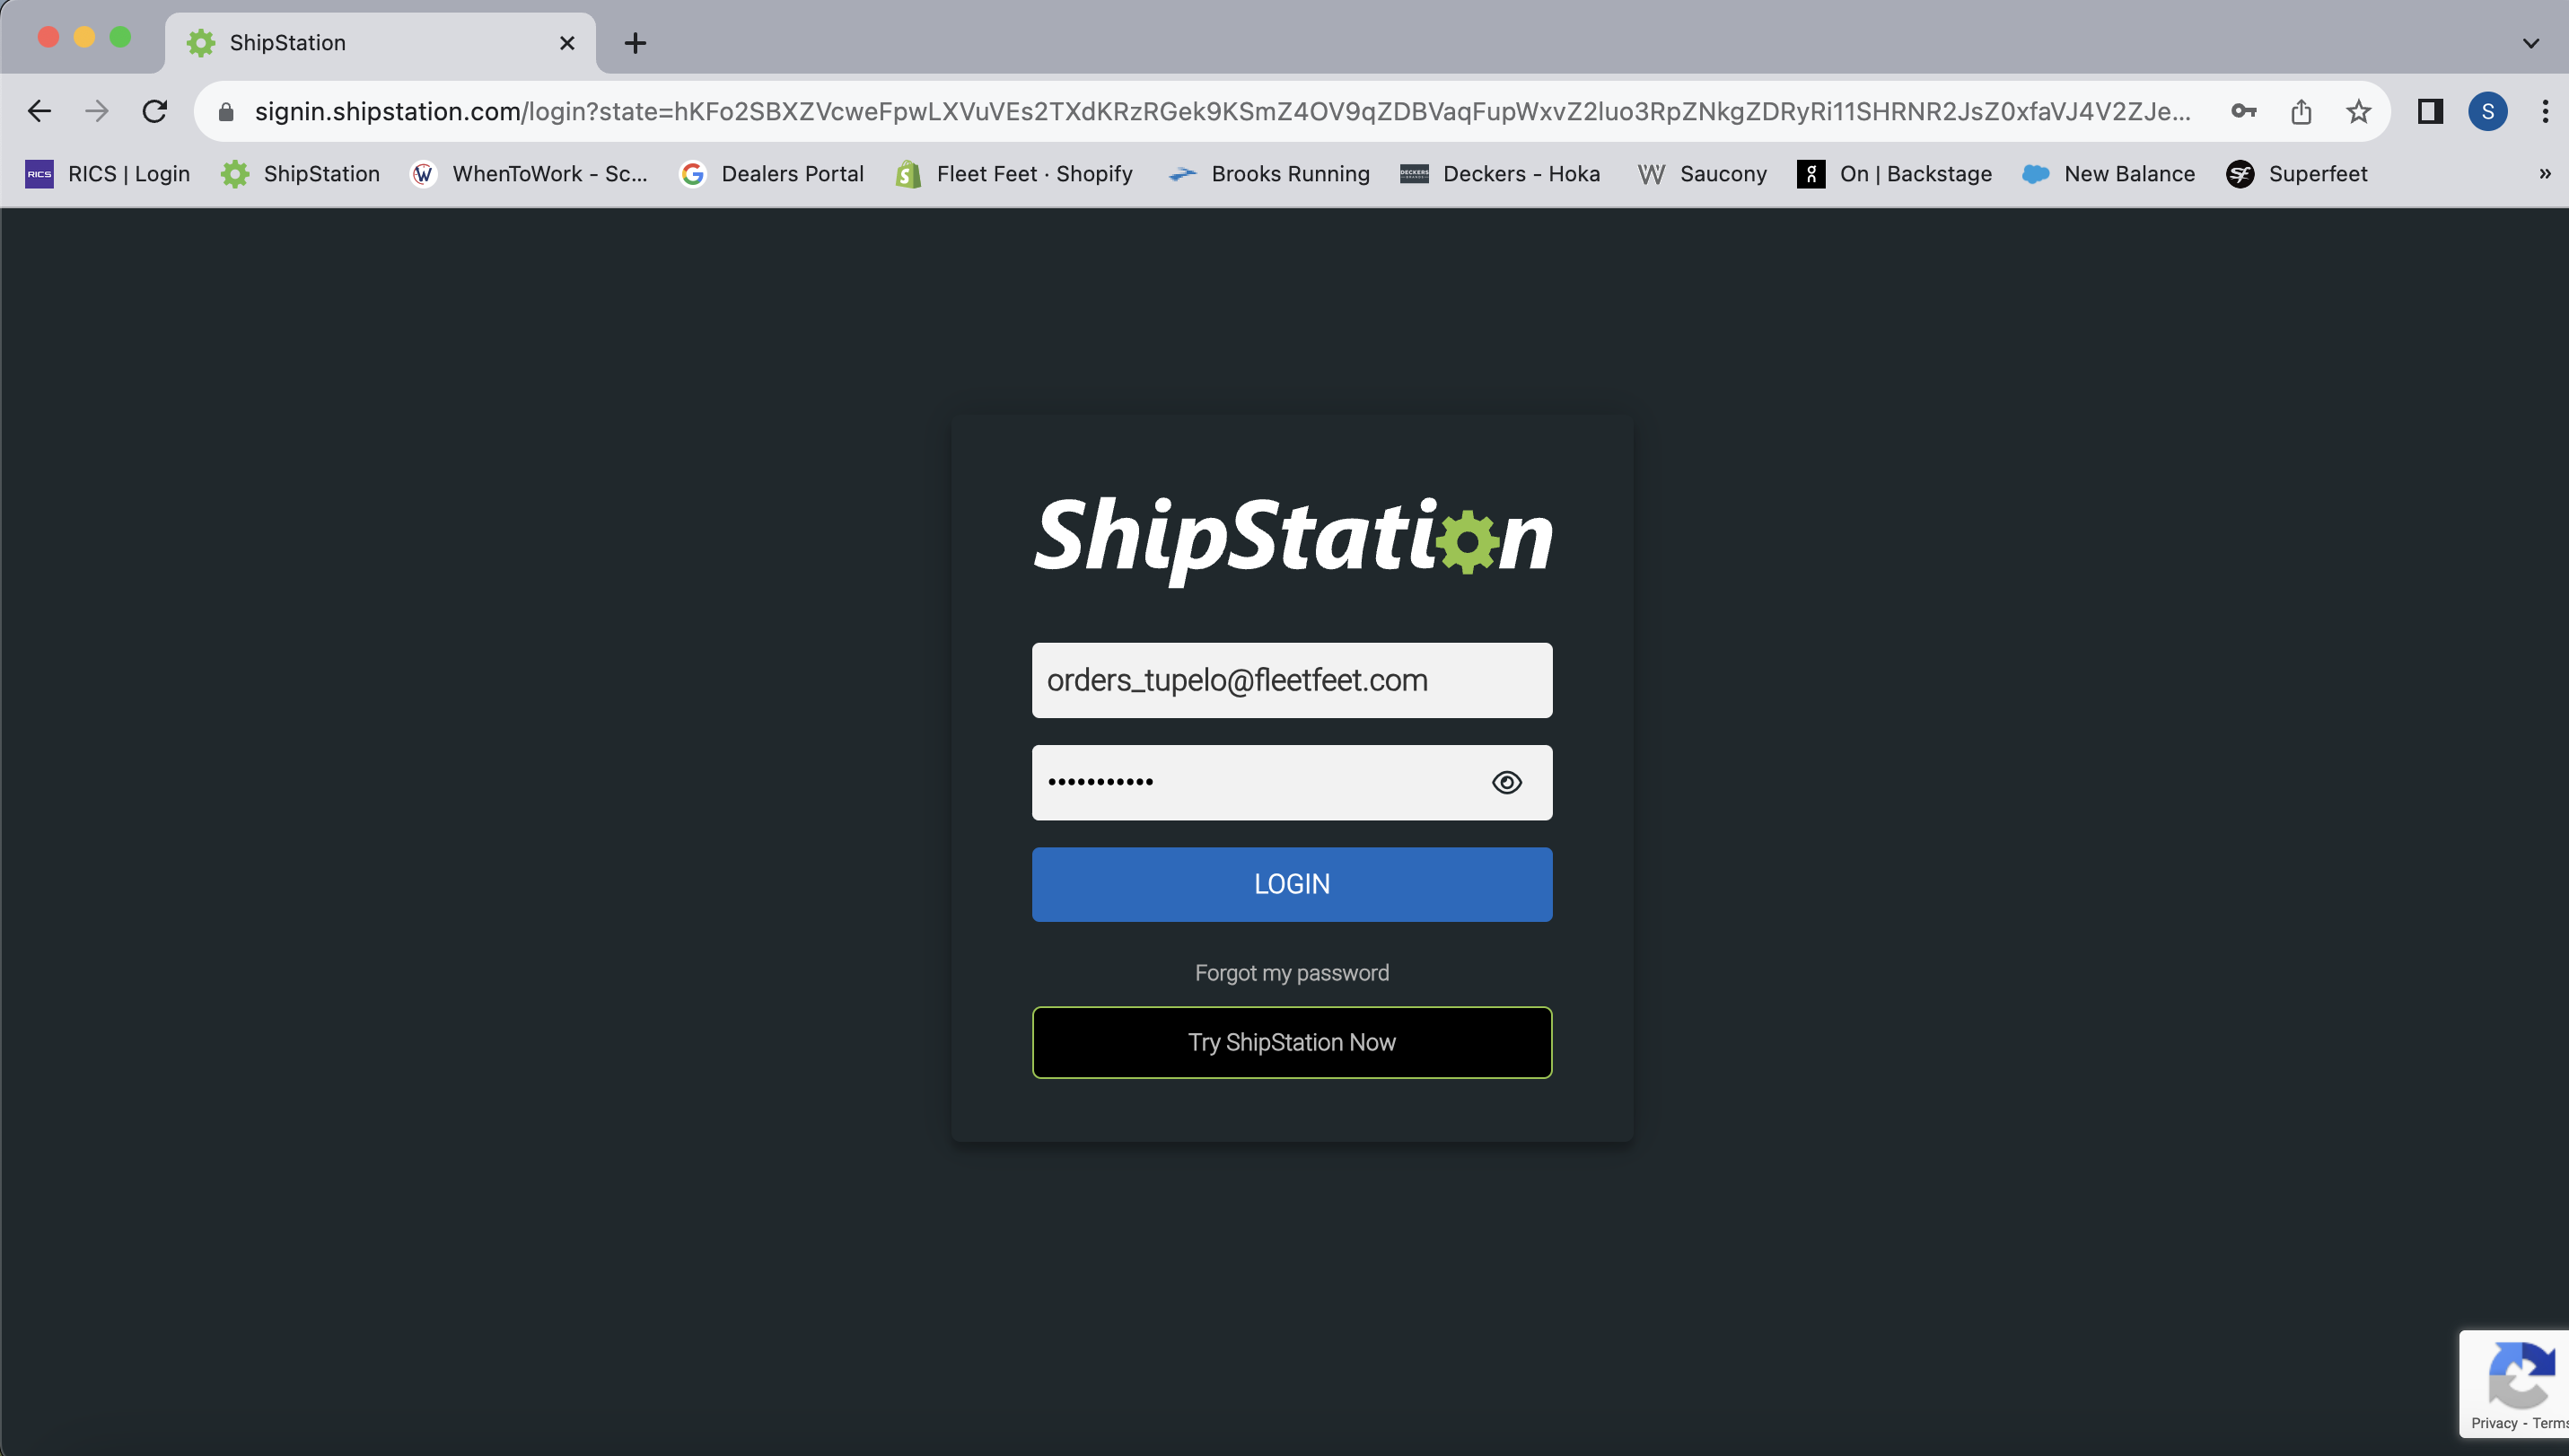 ShipStation
signin.shipstation.com/login?state=hKFo2SBXZVcweFpwLXVuVEs2TXdKRzRGek9KSmZ4OV9qZDBVaqFupWxvZ2luo3RpZNkgZDRyRi11SHRNR2JsZ0xfaVJ4V2ZJe...
S
RICS RICS | Login ShipStation WhenToWork - Sc... Dealers Portal Fleet Feet · Shopify Brooks Running Deckers - Hoka Saucony On | Backstage New Balance Superfeet »
ShipStation
orders_tupelo@fleetfeet.com
•••••••••••
LOGIN
Forgot my password
Try ShipStation Now
Privacy - Terms